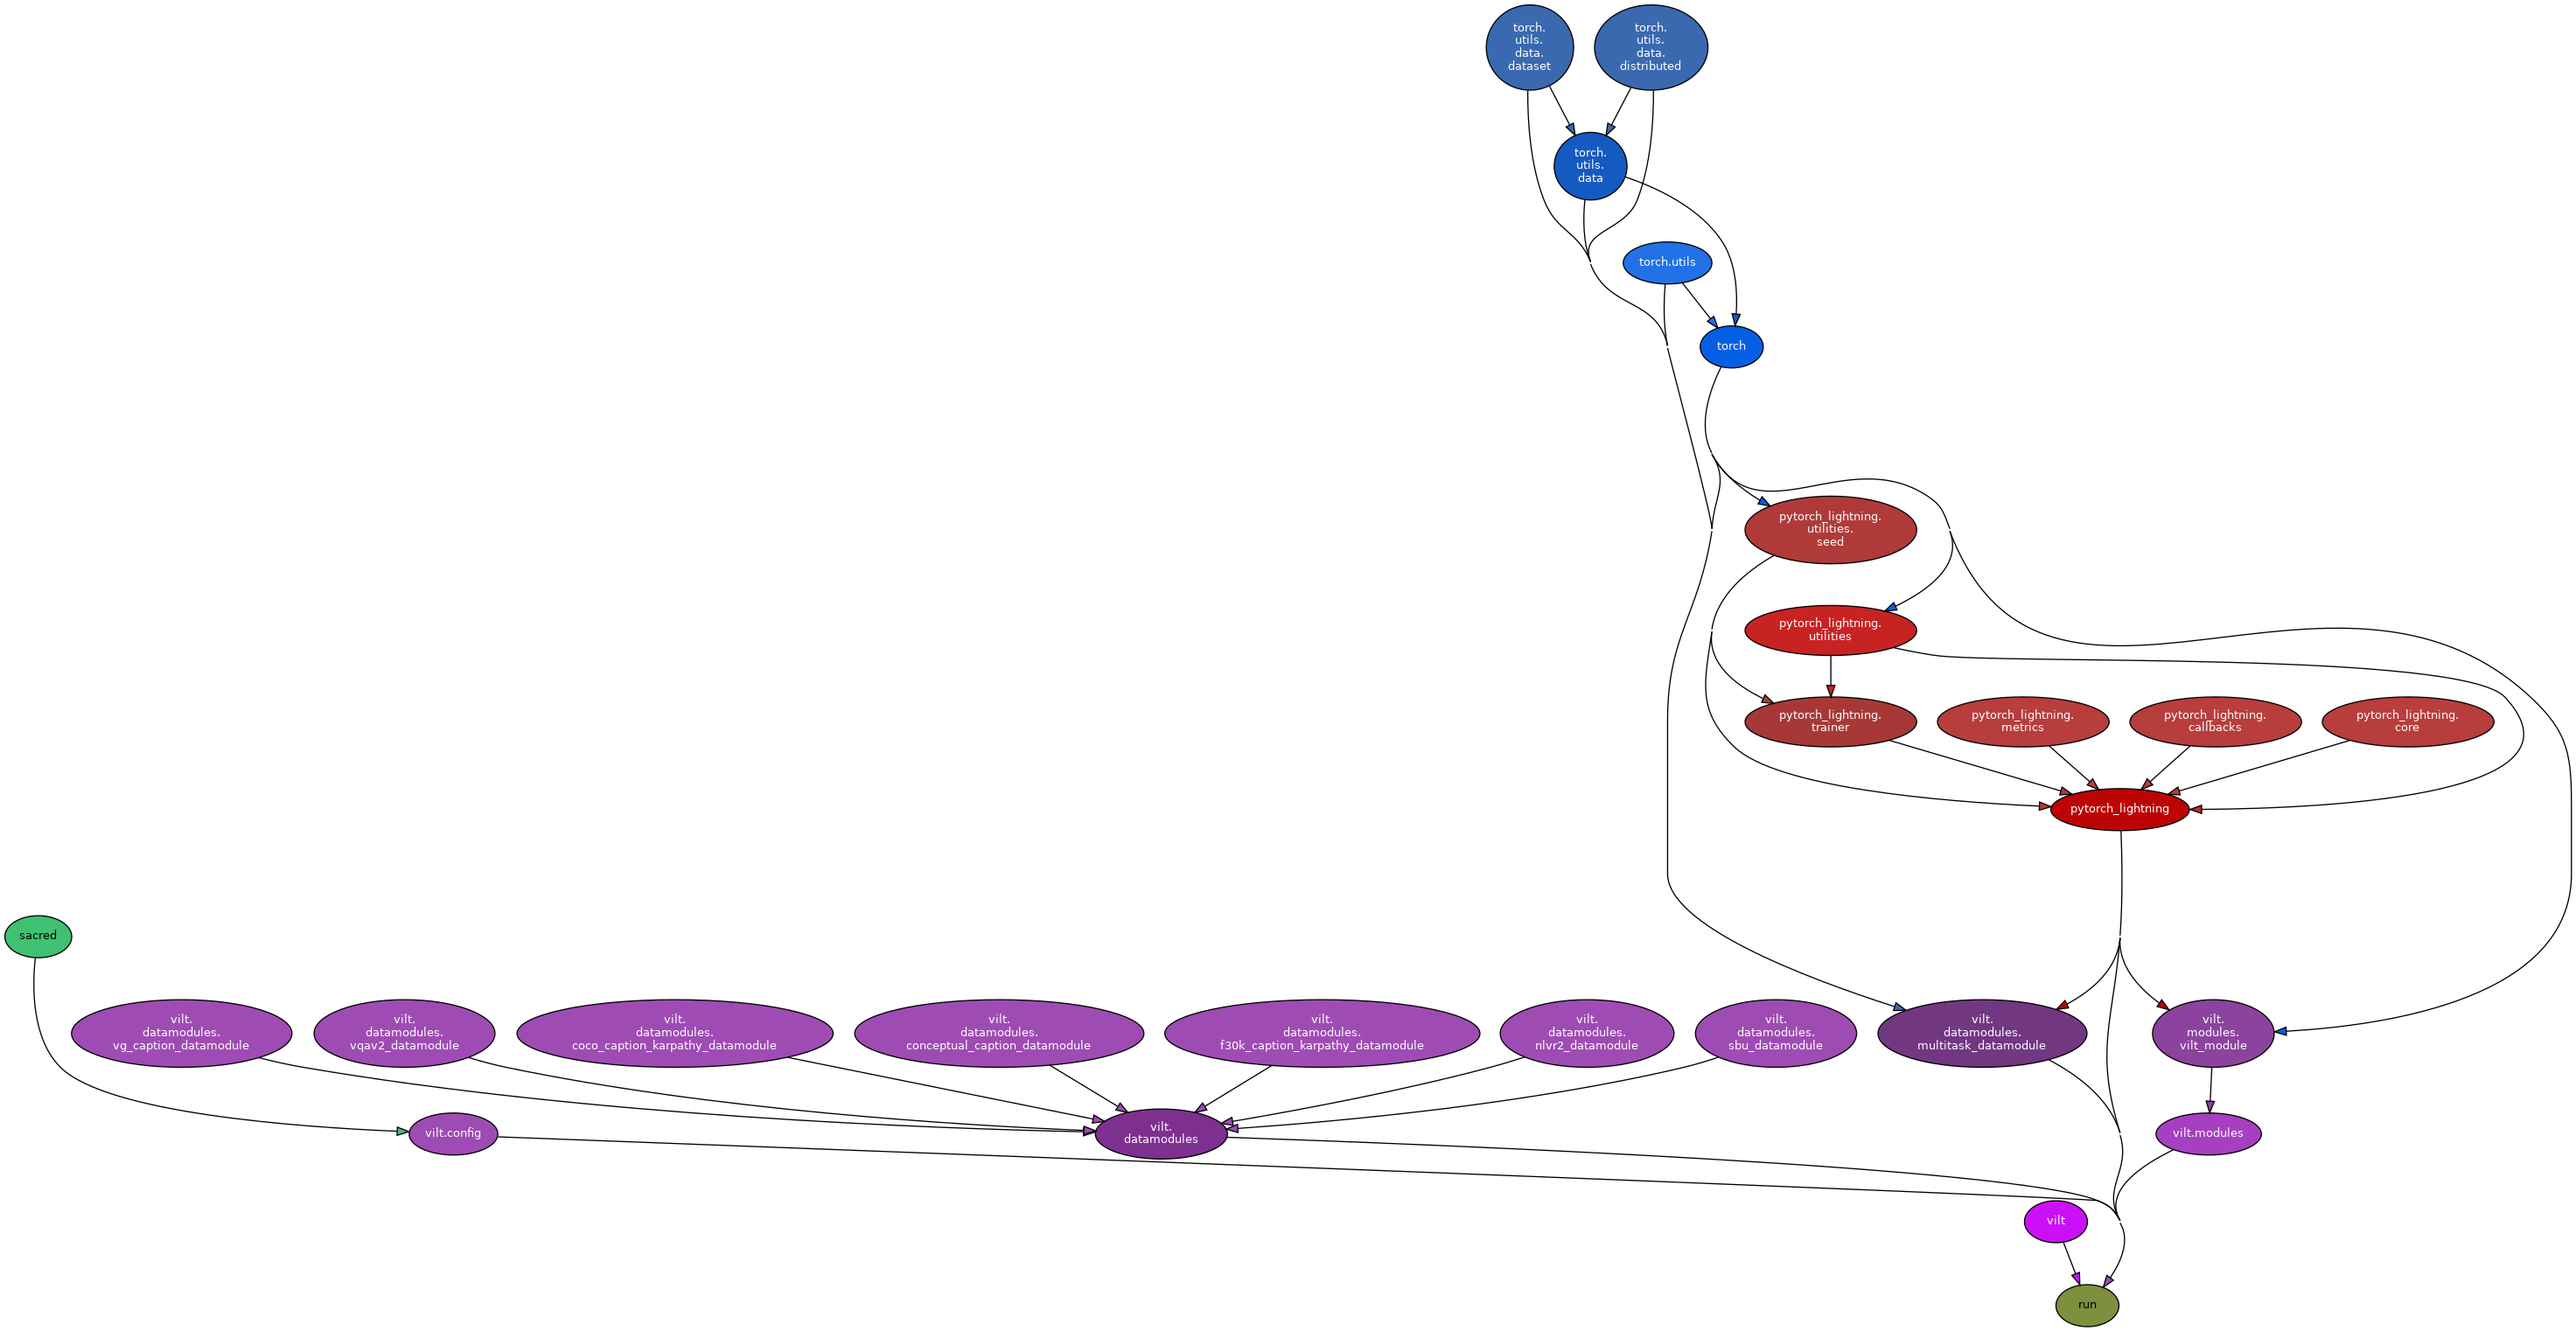 torch.
utils.
data.
dataset
torch.
utils.
data.
distributed
torch.
utils.
data
torch.utils
torch
pytorch_lightning.
utilities.
seed
pytorch_lightning.
utilities
pytorch_lightning.
trainer
pytorch_lightning.
metrics
pytorch_lightning.
callbacks
pytorch_lightning.
core
pytorch_lightning
sacred
vilt.
datamodules.
vg_caption_datamodule
vilt.
datamodules.
vqav2_datamodule
vilt.
datamodules.
coco_caption_karpathy_datamodule
vilt.
datamodules.
conceptual_caption_datamodule
vilt.
datamodules.
f30k_caption_karpathy_datamodule
vilt.
datamodules.
nlvr2_datamodule
vilt.
datamodules.
sbu_datamodule
vilt.
datamodules.
multitask_datamodule
vilt.
modules.
vilt_module
vilt.config
vilt.
datamodules
vilt.modules
vilt
run